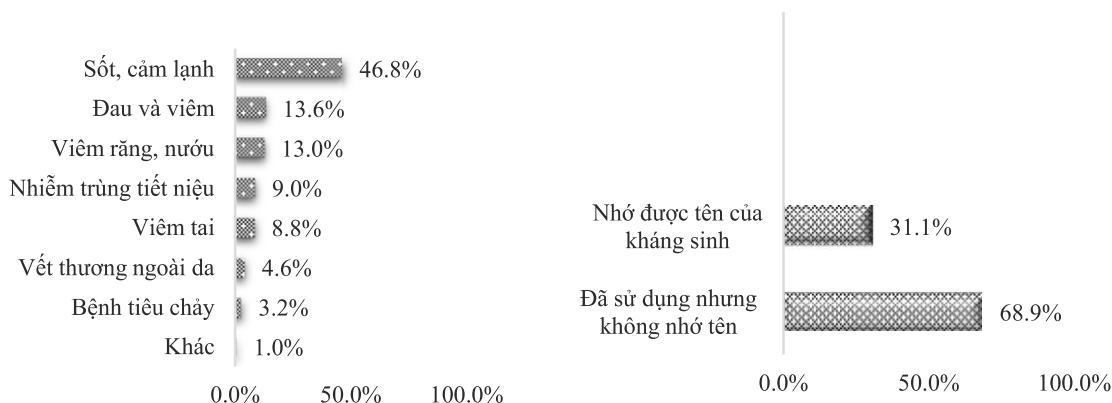 Sốt, cảm lạnh 46.8%
Đau và viêm 13.6%
Viêm răng, nướu 13.0%
Nhiễm trùng tiết niệu 9.0%
Viêm tai 8.8%
Vết thương ngoài da 4.6%
Bệnh tiêu chảy 3.2%
Khác 1.0%
0.0% 50.0% 100.0%
Nhớ được tên của
kháng sinh
31.1%
Đã sử dụng nhưng
không nhớ tên
68.9%
0.0% 50.0% 100.0%